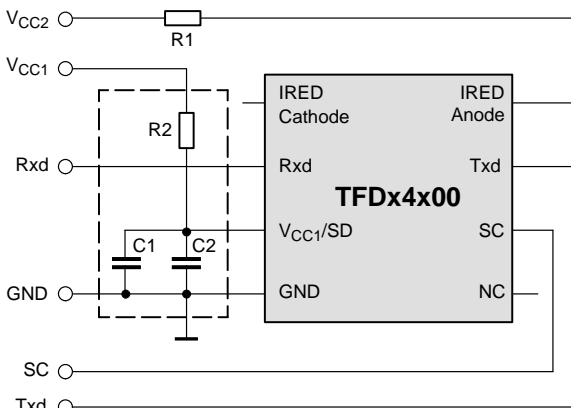 VCC2
R1
VCC1
IRED Cathode
IRED Anode
R2
Rxd
Rxd
Txd
TFDx4x00
VCC1/SD
SC
C1
C2
GND
GND
NC
SC
Txd